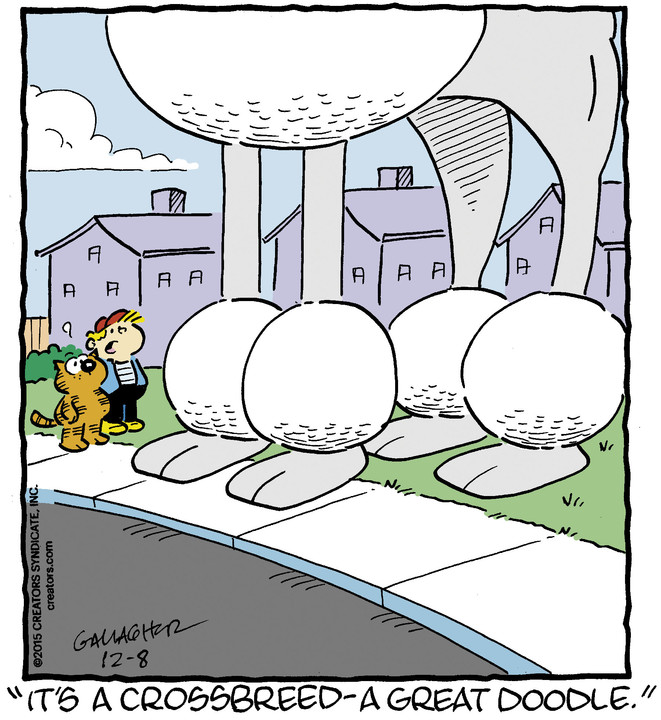 ©2015 CREATORS SYNDICATE, INC.
creators.com
GALLAGHER
12-8
"IT'S A CROSSBREED-A GREAT DOODLE."